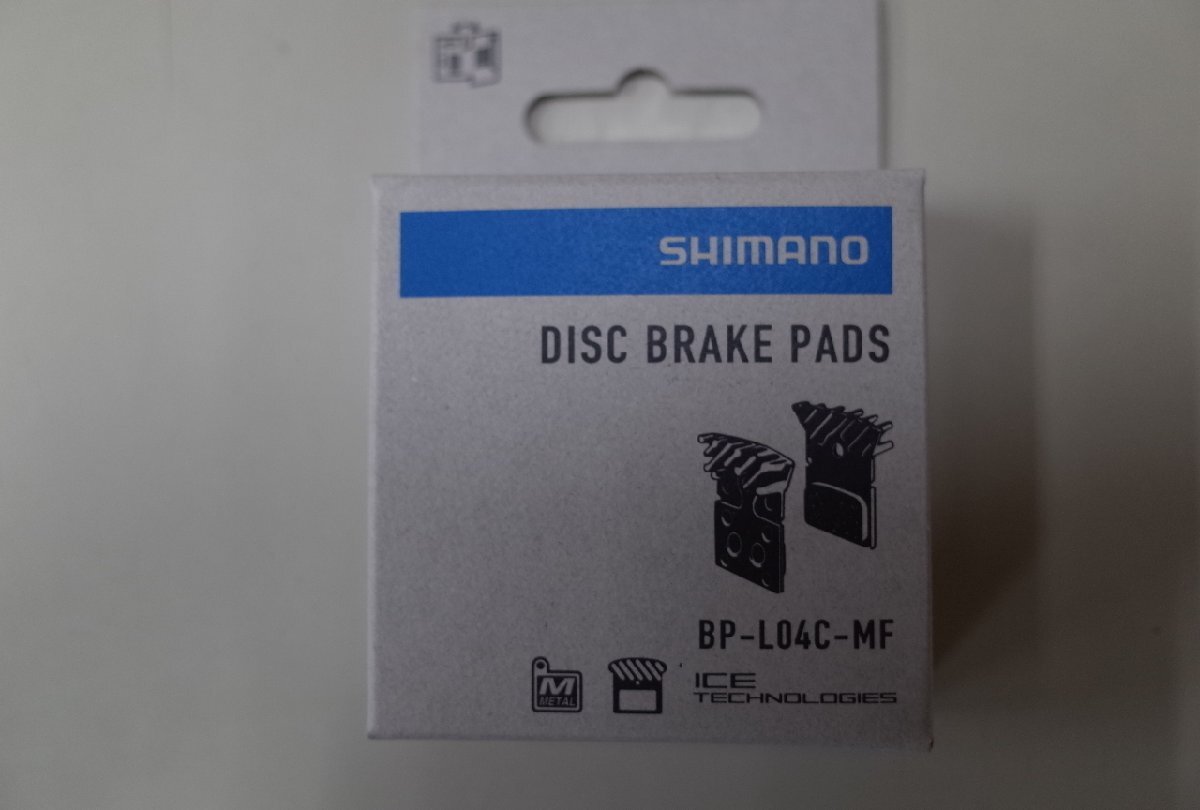 SHIMANO
DISC BRAKE PADS
BP-L04C-MF
M
METAL
ICE
TECHNOLOGIES